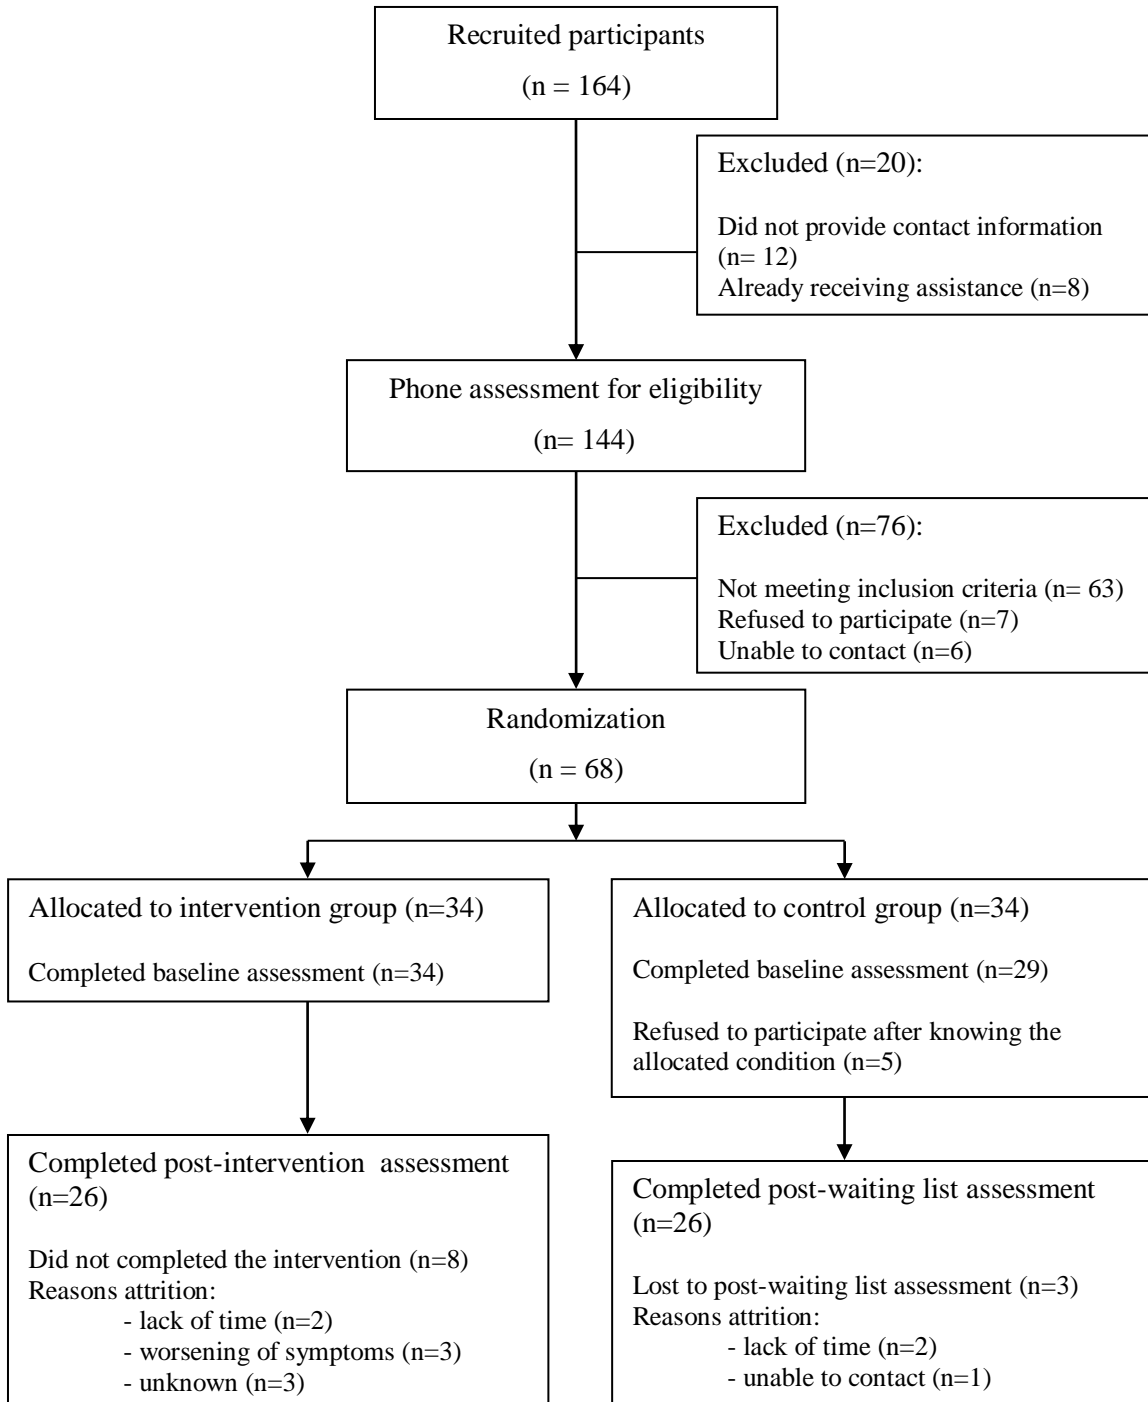 Recruited participants
(n = 164)
Excluded (n=20):
Did not provide contact information
(n= 12)
Already receiving assistance (n=8)
Phone assessment for eligibility
(n= 144)
Excluded (n=76):
Not meeting inclusion criteria (n= 63)
Refused to participate (n=7)
Unable to contact (n=6)
Randomization
(n = 68)
Allocated to intervention group (n=34)
Completed baseline assessment (n=34)
Allocated to control group (n=34)
Completed baseline assessment (n=29)
Refused to participate after knowing the
allocated condition (n=5)
Completed post-intervention  assessment
(n=26)
Did not completed the intervention (n=8)
Reasons attrition:
- lack of time (n=2)
- worsening of symptoms (n=3)
- unknown (n=3)
Completed post-waiting list assessment
(n=26)
Lost to post-waiting list assessment (n=3)
Reasons attrition:
- lack of time (n=2)
- unable to contact (n=1)